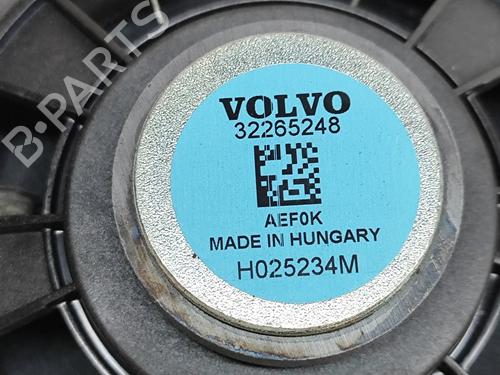 B-PARTS
VOLVO
32265248
AEF0K
MADE IN HUNGARY
H025234M